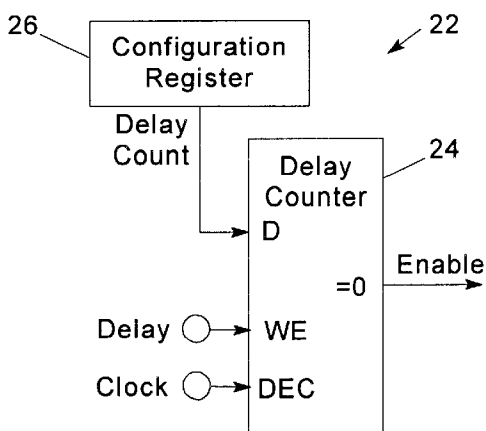 26
Configuration
Register
22
Delay
Count
24
Delay
Counter
D
Enable
=0
Delay
WE
Clock
DEC